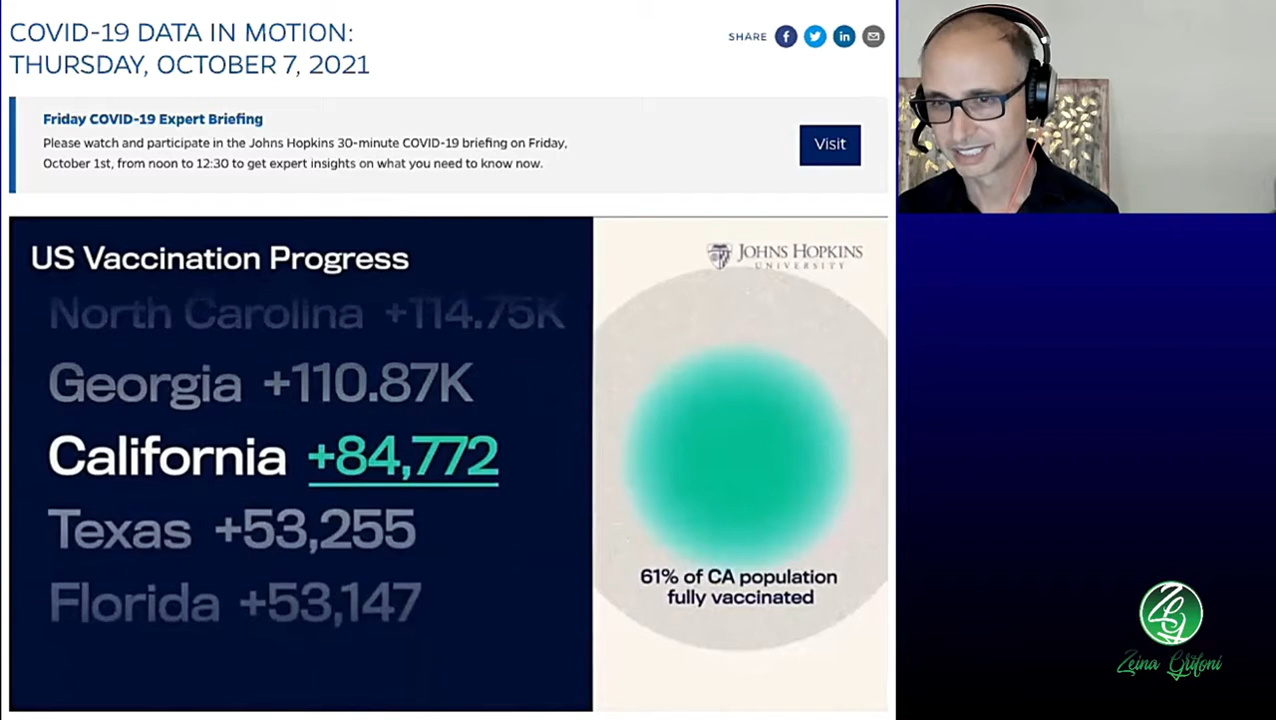 COVID-19 DATA IN MOTION:
THURSDAY, OCTOBER 7, 2021
SHARE
Friday COVID-19 Expert Briefing
Please watch and participate in the Johns Hopkins 30-minute COVID-19 briefing on Friday,
October 1st, from noon to 12:30 to get expert insights on what you need to know now.
Visit
US Vaccination Progress
North Carolina +114.75K
Georgia +110.87K
California +84,772
Texas +53,255
Florida +53,147
JOHNS HOPKINS
UNIVERSITY
61% of CA population
fully vaccinated
ZG
Zeina Grifoni